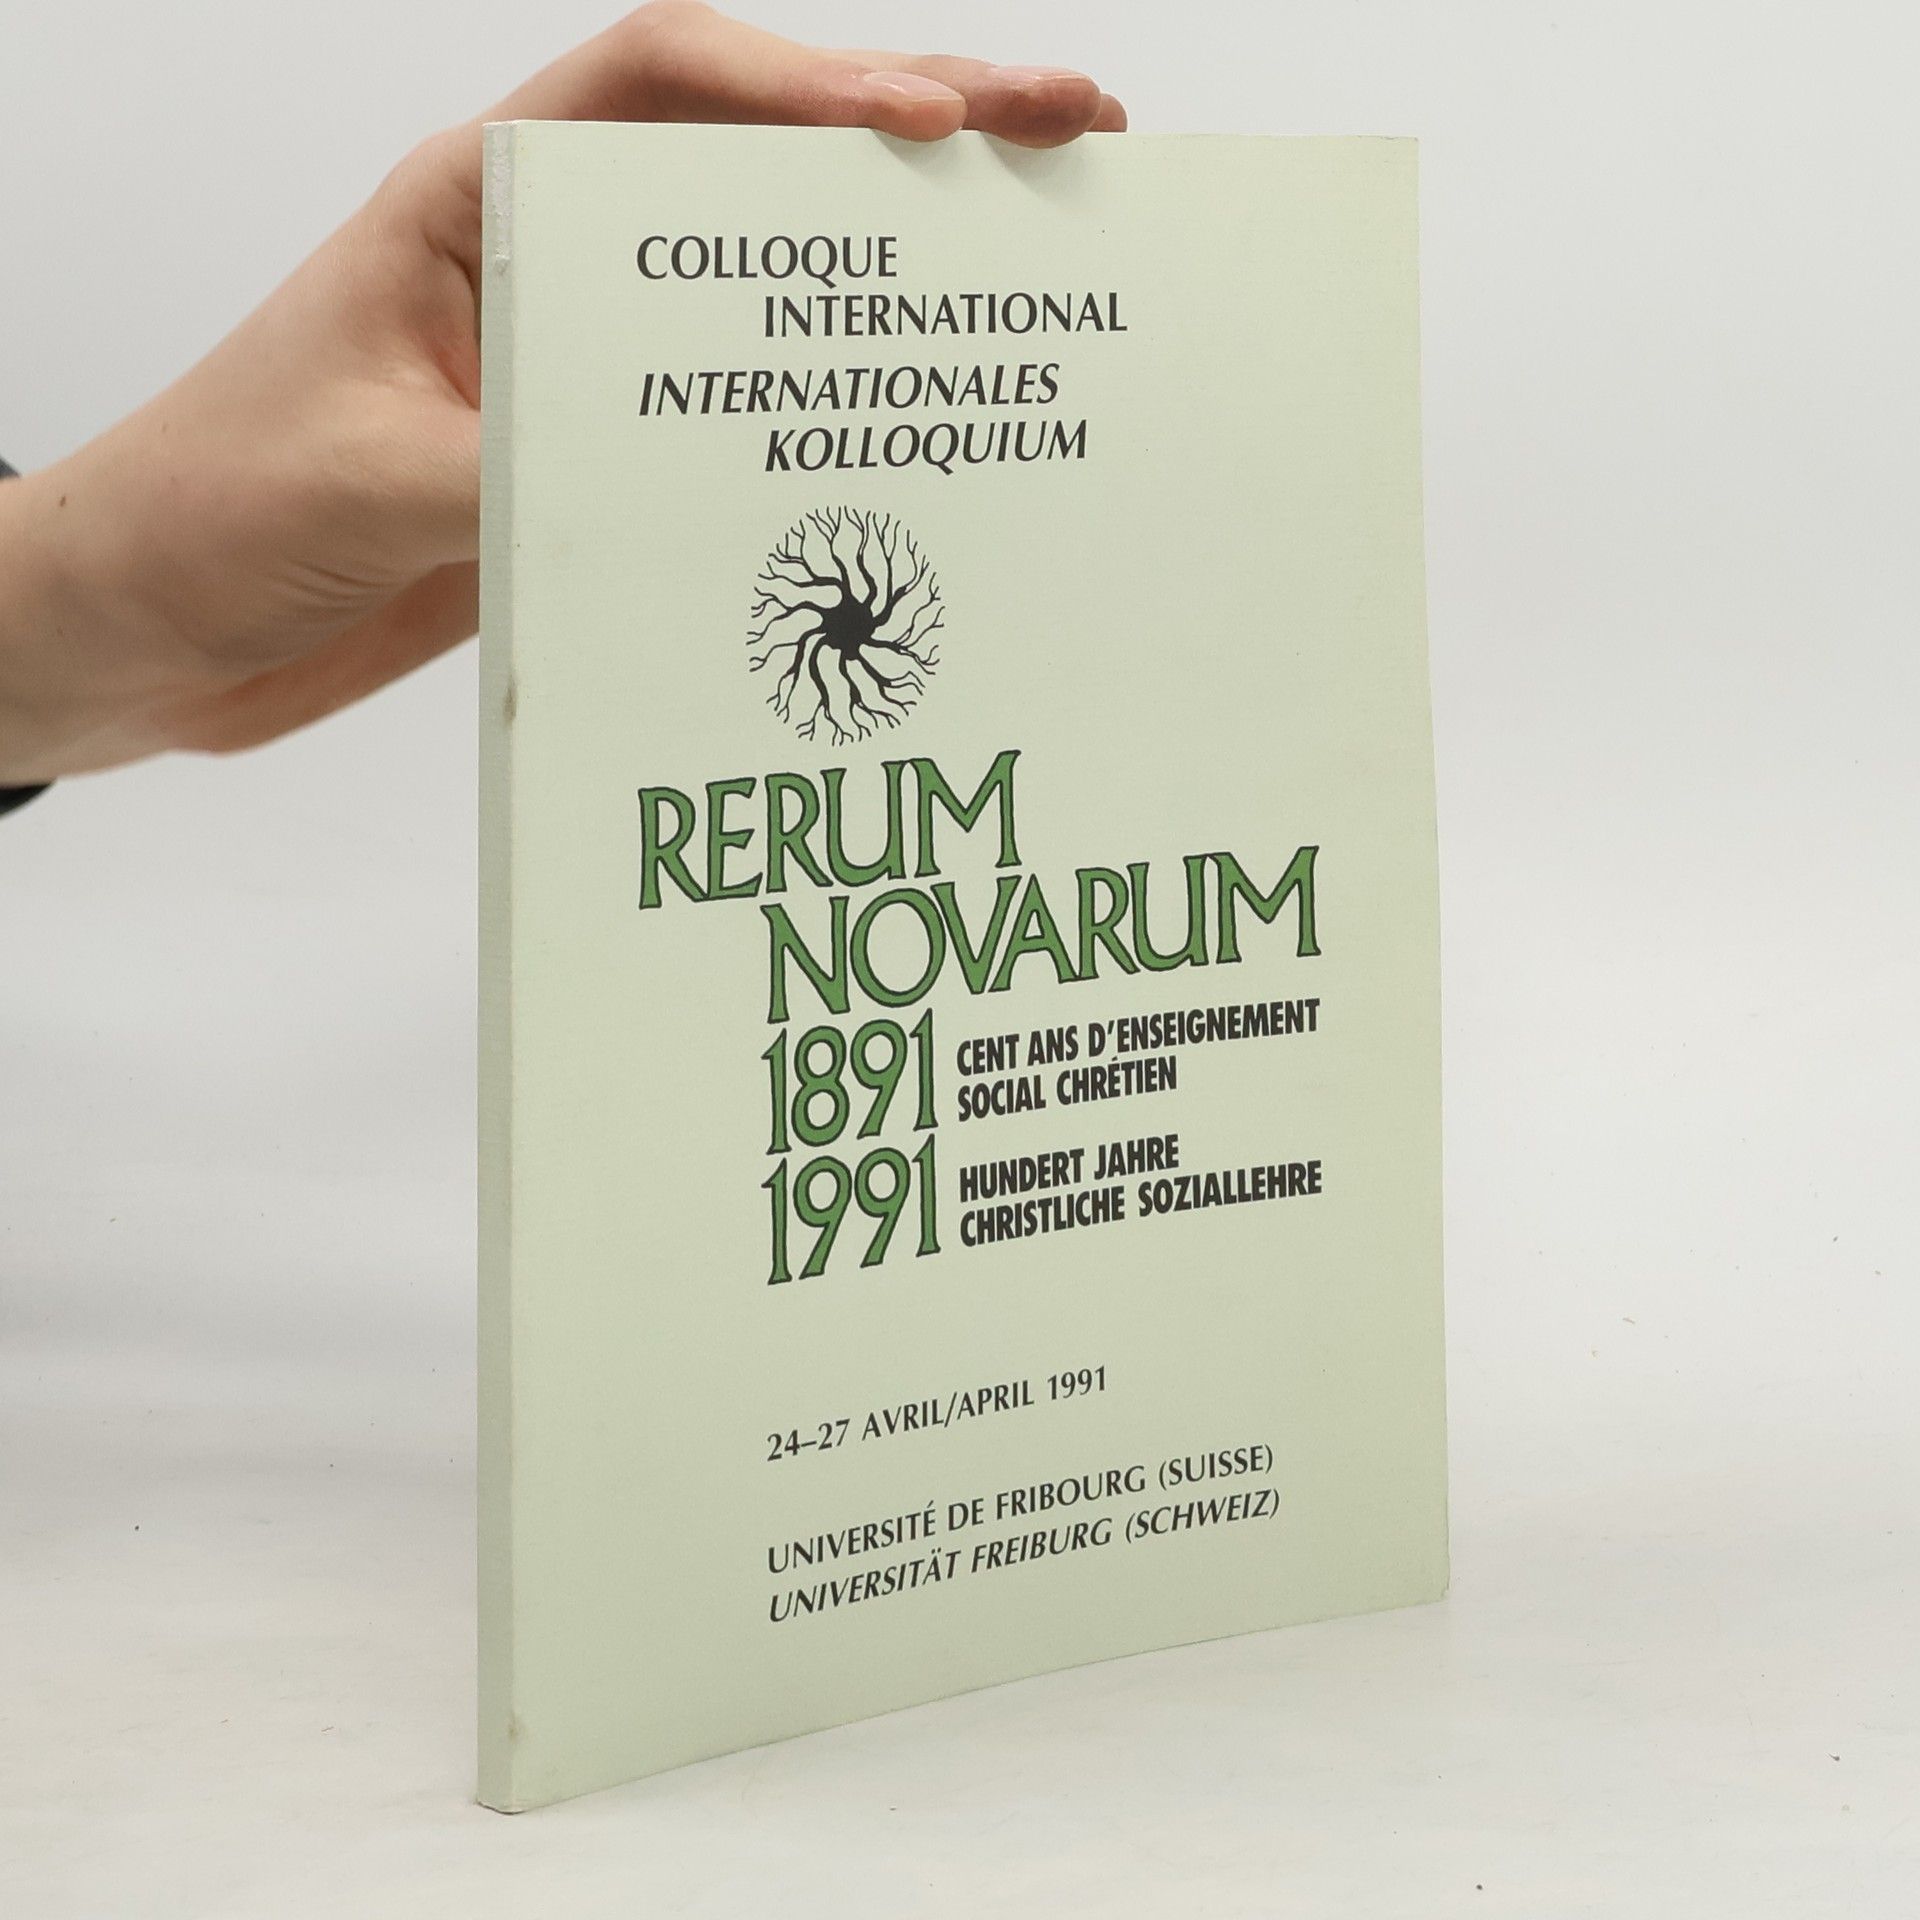 COLLOQUE
INTERNATIONAL
INTERNATIONALES
KOLLOQUIUM
RERUM
NOVARUM
1891
CENT ANS D'ENSEIGNEMENT
SOCIAL CHRÉTIEN
1991
HUNDERT JAHRE
CHRISTLICHE SOZIALLEHRE
24–27 AVRIL/APRIL 1991
UNIVERSITÉ DE FRIBOURG (SUISSE)
UNIVERSITÄT FREIBURG (SCHWEIZ)